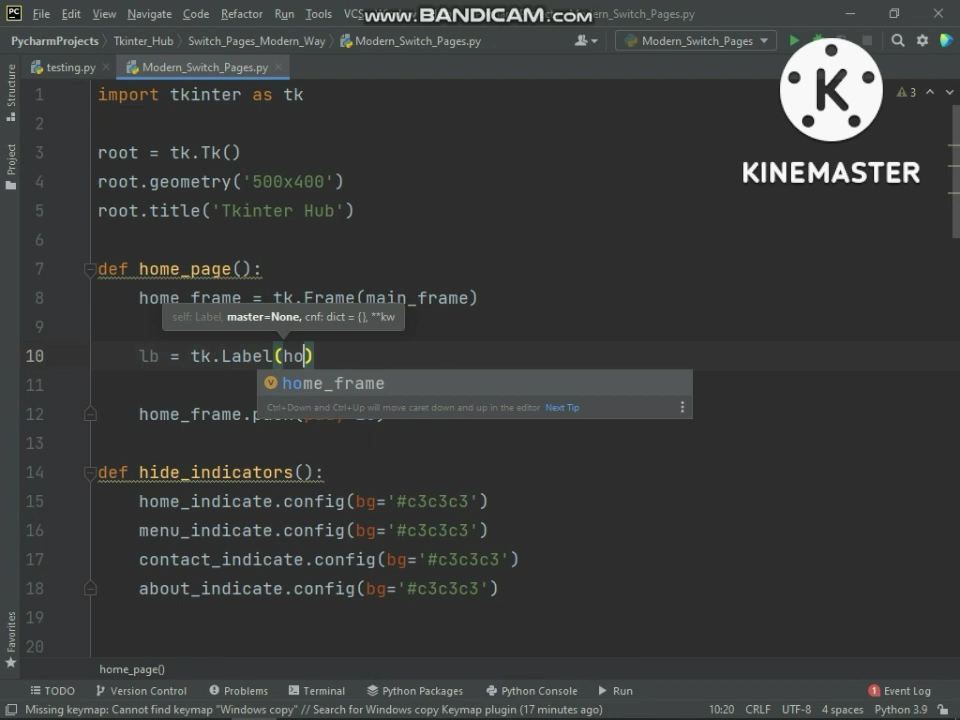 File Edit View Navigate Code Refactor Run Tools VCS www.BANDICAM.com Modern_Switch_Pages.py
PycharmProjects Tkinter_Hub Switch_Pages_Modern_Way Modern_Switch_Pages.py Modern_Switch_Pages
testing.py Modern_Switch_Pages.py
Structure
Project
Favorites
K
KINEMASTER
3
1 import tkinter as tk
2
3 root = tk.Tk()
4 root.geometry('500x400')
5 root.title('Tkinter Hub')
6
7 def home_page():
8 home_frame = tk.Frame(main_frame)
self: Label, master=None, cnf: dict = {}, **kw
9
10 lb = tk.Label(ho)
home_frame
11
Ctrl+Down and Ctrl+Up will move caret down and up in the editor Next Tip
12 home_frame.
13
14 def hide_indicators():
15 home_indicate.config(bg='#c3c3c3')
16 menu_indicate.config(bg='#c3c3c3')
17 contact_indicate.config(bg='#c3c3c3')
18 about_indicate.config(bg='#c3c3c3')
19
20
home_page()
TODO Version Control Problems Terminal Python Packages Python Console Run 1 Event Log
Missing keymap: Cannot find keymap "Windows copy" // Search for Windows copy Keymap plugin (17 minutes ago) 10:20 CRLF UTF-8 4 spaces Python 3.9